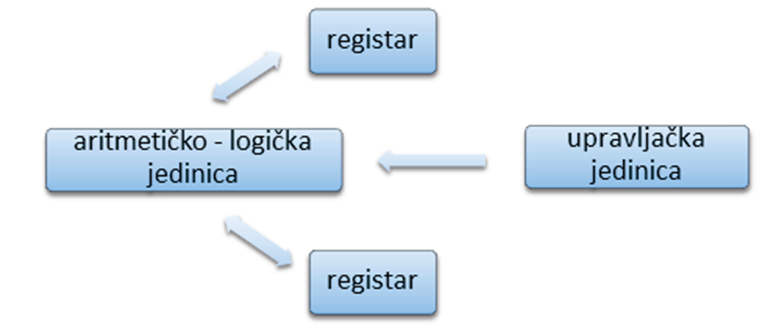 registar
aritmetičko - logička
jedinica
upravljačka
jedinica
registar